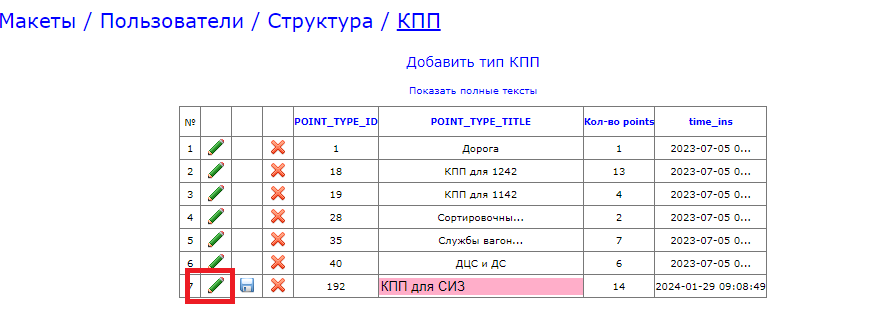 Макеты / Пользователи / Структура / КПП
Добавить тип КПП
Показать полные тексты
№ POINT_TYPE_ID POINT_TYPE_TITLE Кол-во points time_ins
1 1 Дорога 1 2023-07-05 0...
2 18 КПП для 1242 13 2023-07-05 0...
3 19 КПП для 1142 4 2023-07-05 0...
4 28 Сортировочны... 2 2023-07-05 0...
5 35 Службы вагон... 7 2023-07-05 0...
6 40 ДЦС и ДС 6 2023-07-05 0...
7 192 КПП для СИЗ 14 2024-01-29 09:08:49